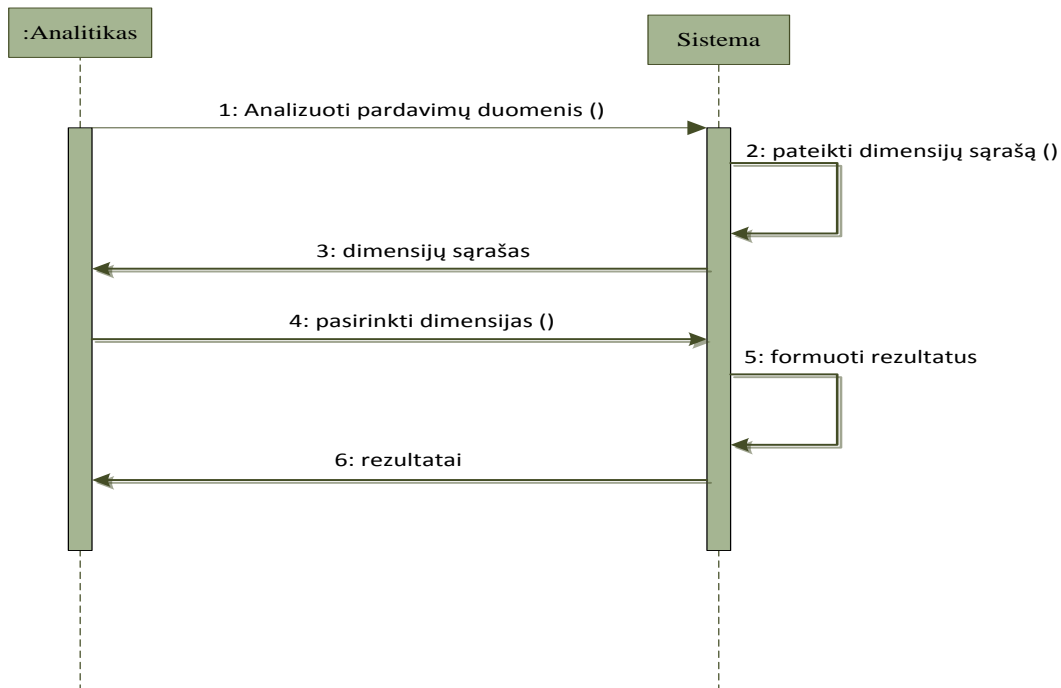 :Analitikas
Sistema
1: Analizuoti pardavimų duomenis ()
2: pateikti dimensijų sąrašą ()
3: dimensijų sąrašas
4: pasirinkti dimensijas ()
5: formuoti rezultatus
6: rezultatai